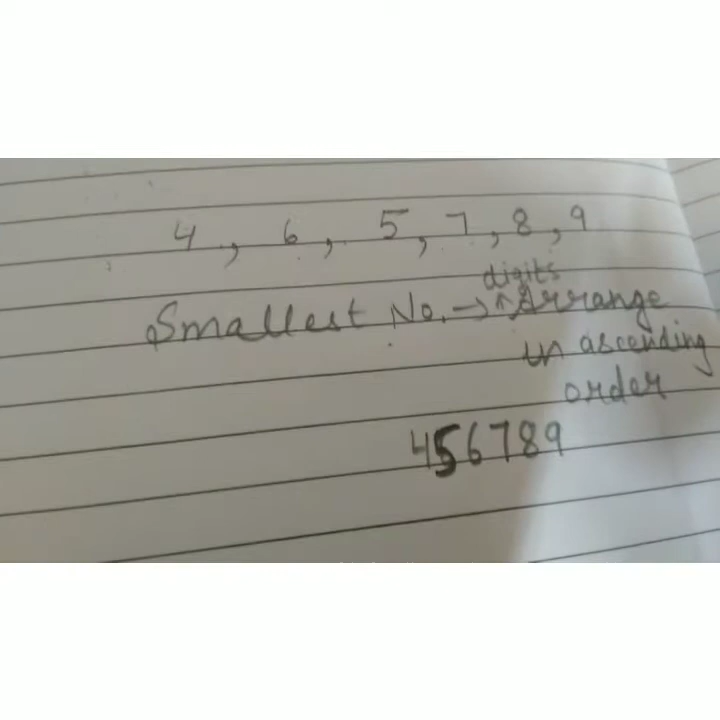 4, 6, 5, 7, 8, 9
digits
Smallest No. → ↑ Arrange
in ascending
order
456789